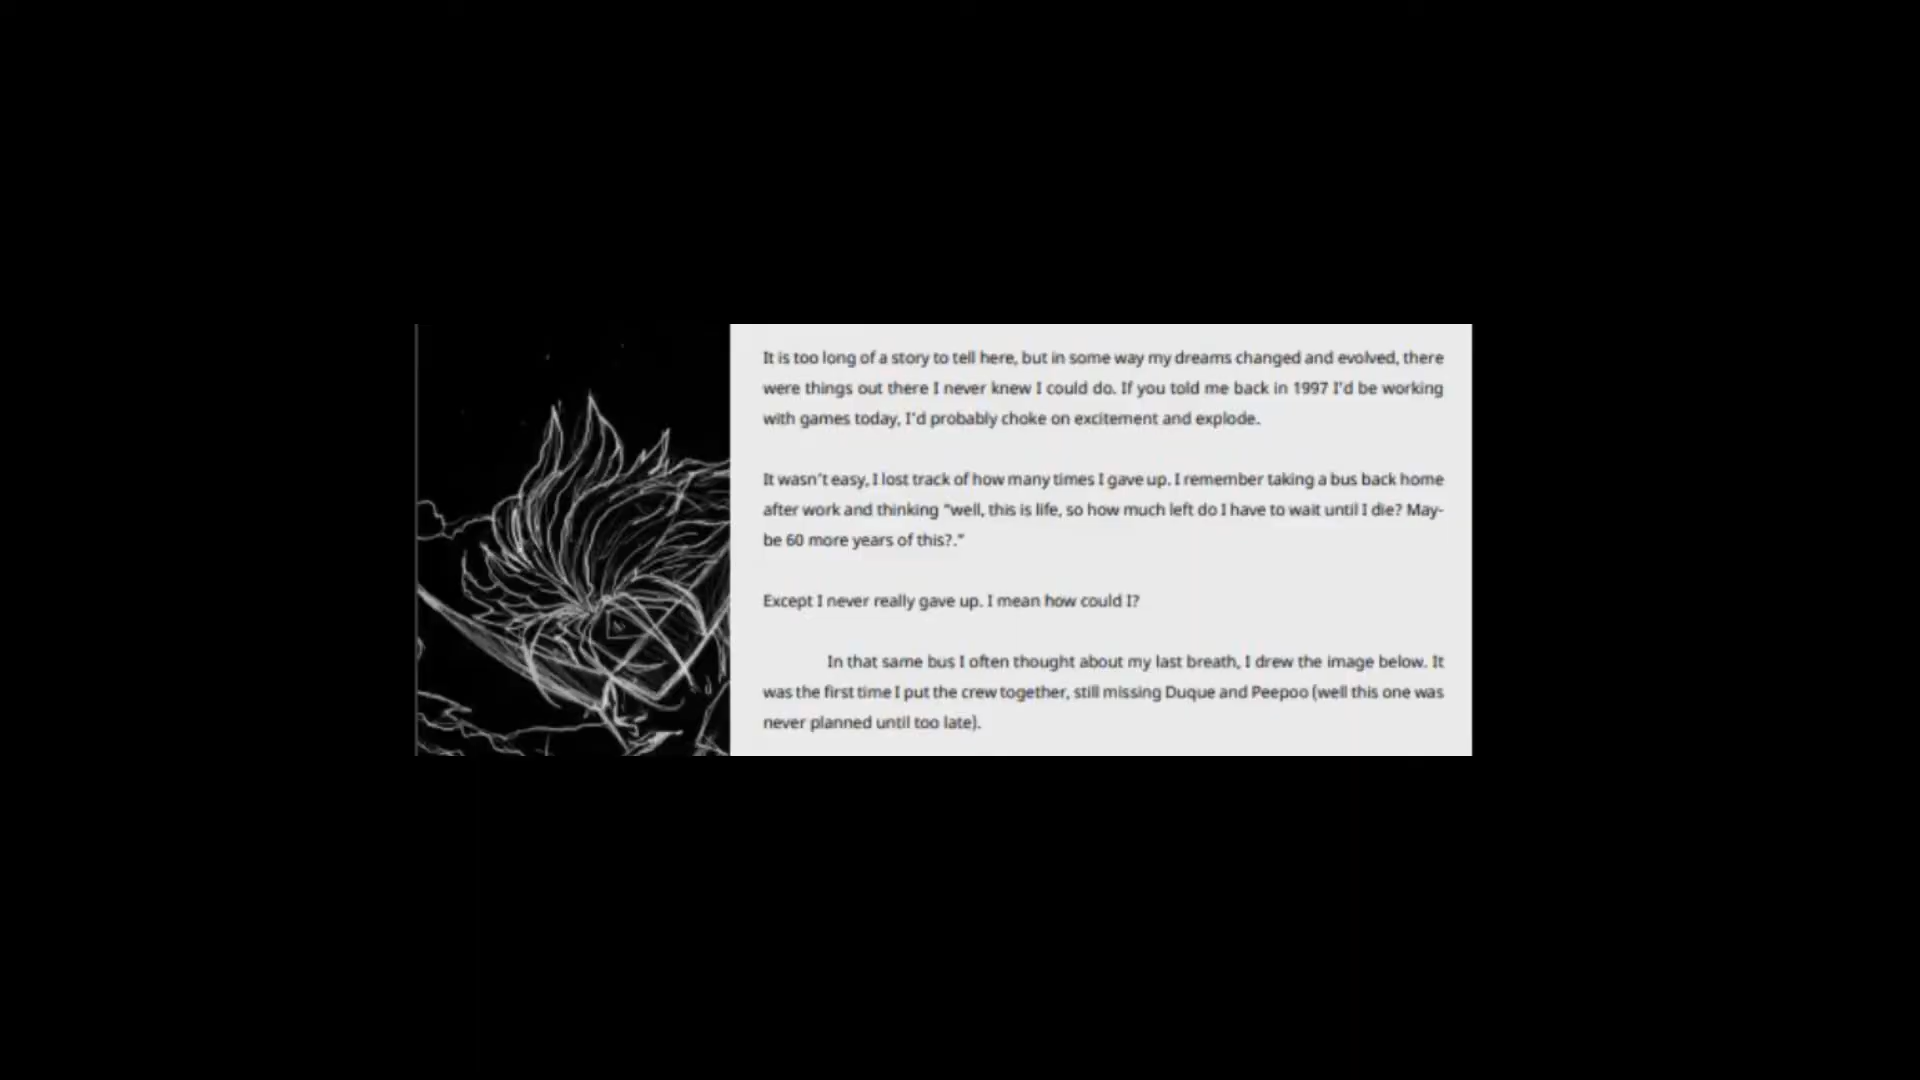 It is too long of a story to tell here, but in some way my dreams changed and evolved, there
were things out there I never knew I could do. If you told me back in 1997 I'd be working
with games today, I'd probably choke on excitement and explode.
It wasn't easy, I lost track of how many times I gave up. I remember taking a bus back home
after work and thinking "well, this is life, so how much left do I have to wait until I die? May-
be 60 more years of this?."
Except I never really gave up. I mean how could I?
In that same bus I often thought about my last breath, I drew the image below. It
was the first time I put the crew together, still missing Duque and Peepoo (well this one was
never planned until too late).